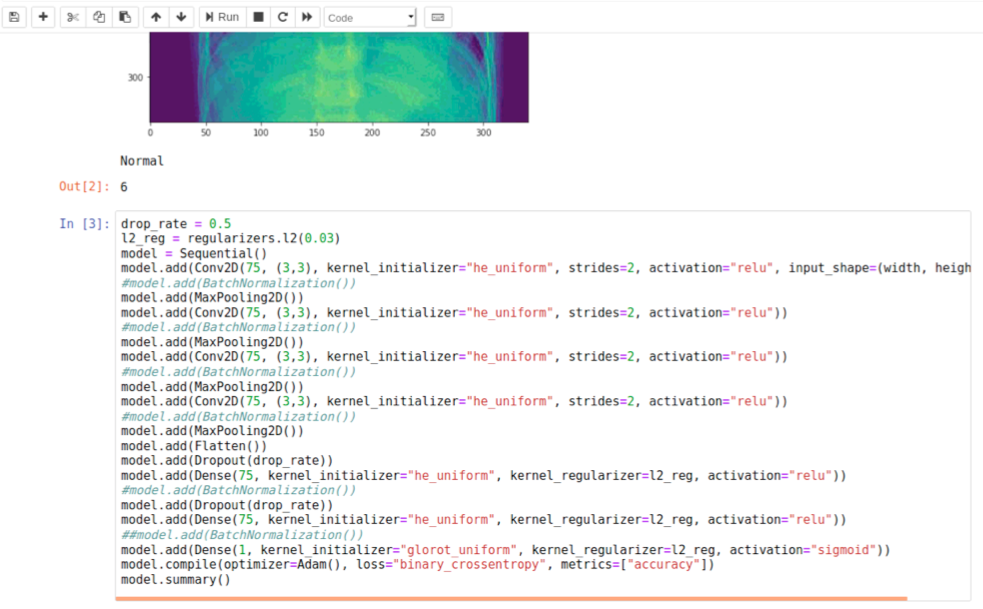 Run
Code
300
0 50 100 150 200 250 300
Normal
Out[2]: 6
In [3]: drop_rate = 0.5
l2_reg = regularizers.l2(0.03)
model = Sequential()
model.add(Conv2D(75, (3,3), kernel_initializer="he_uniform", strides=2, activation="relu", input_shape=(width, heigh
#model.add(BatchNormalization())
model.add(MaxPooling2D())
model.add(Conv2D(75, (3,3), kernel_initializer="he_uniform", strides=2, activation="relu"))
#model.add(BatchNormalization())
model.add(MaxPooling2D())
model.add(Conv2D(75, (3,3), kernel_initializer="he_uniform", strides=2, activation="relu"))
#model.add(BatchNormalization())
model.add(MaxPooling2D())
model.add(Conv2D(75, (3,3), kernel_initializer="he_uniform", strides=2, activation="relu"))
#model.add(BatchNormalization())
model.add(MaxPooling2D())
model.add(Flatten())
model.add(Dropout(drop_rate))
model.add(Dense(75, kernel_initializer="he_uniform", kernel_regularizer=l2_reg, activation="relu"))
#model.add(BatchNormalization())
model.add(Dropout(drop_rate))
model.add(Dense(75, kernel_initializer="he_uniform", kernel_regularizer=l2_reg, activation="relu"))
##model.add(BatchNormalization())
model.add(Dense(1, kernel_initializer="glorot_uniform", kernel_regularizer=l2_reg, activation="sigmoid"))
model.compile(optimizer=Adam(), loss="binary_crossentropy", metrics=["accuracy"])
model.summary()